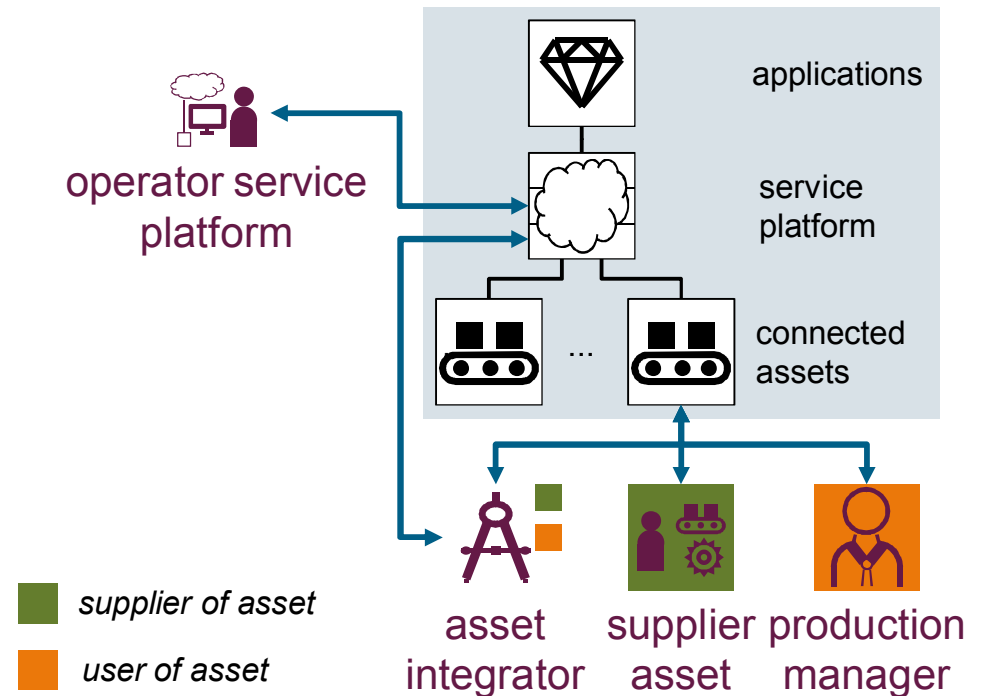 applications
operator service
platform
service
platform
...
connected
assets
supplier of asset
user of asset
asset
integrator
supplier
asset
production
manager